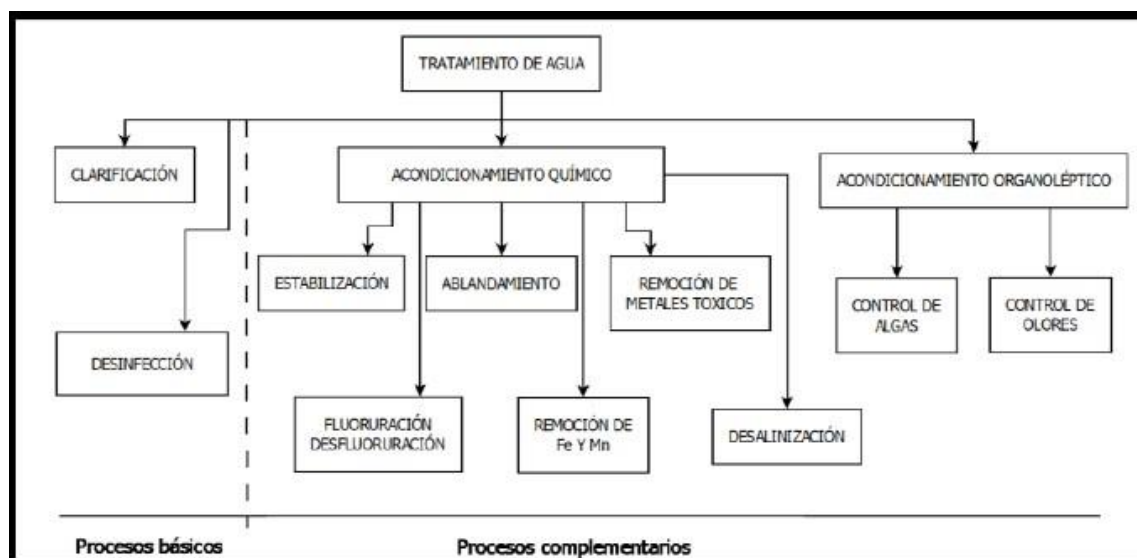 TRATAMIENTO DE AGUA
CLARIFICACIÓN
ACONDICIONAMIENTO QUÍMICO
ACONDICIONAMIENTO ORGANOLÉPTICO
ESTABILIZACIÓN
ABLANDAMIENTO
REMOCIÓN DE
METALES TOXICOS
CONTROL DE
ALGAS
CONTROL DE
OLORES
DESINFECCIÓN
FLUORURACIÓN
DESFLUORURACIÓN
REMOCIÓN DE
Fe Y Mn
DESALINIZACIÓN
Procesos básicos
Procesos complementarios